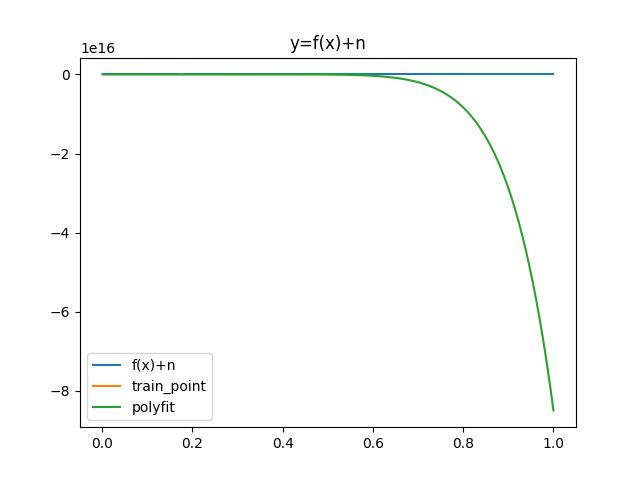 y=f(x)+n
1e16
0
−2
−4
−6
−8
f(x)+n
train_point
polyfit
0.0 0.2 0.4 0.6 0.8 1.0